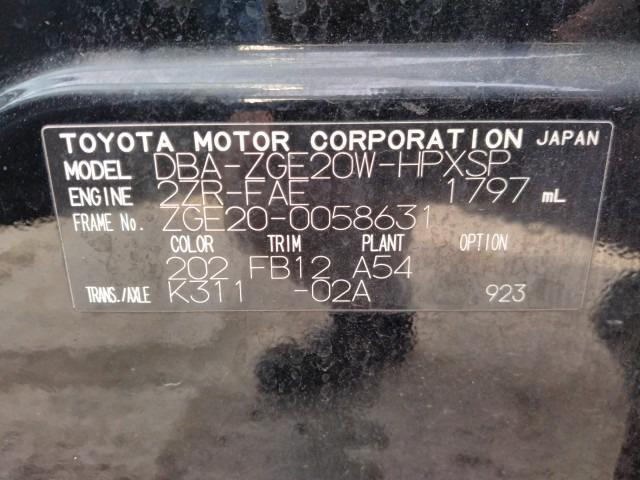 TOYOTA MOTOR CORPORATION JAPAN
MODEL DBA-ZGE20W-HPXSP
ENGINE 2ZR-FAE 1797 mL
FRAME No. ZGE20-0058631
COLOR TRIM PLANT OPTION
202 FB12 A54
TRANS./AXLE K311 -02A 923